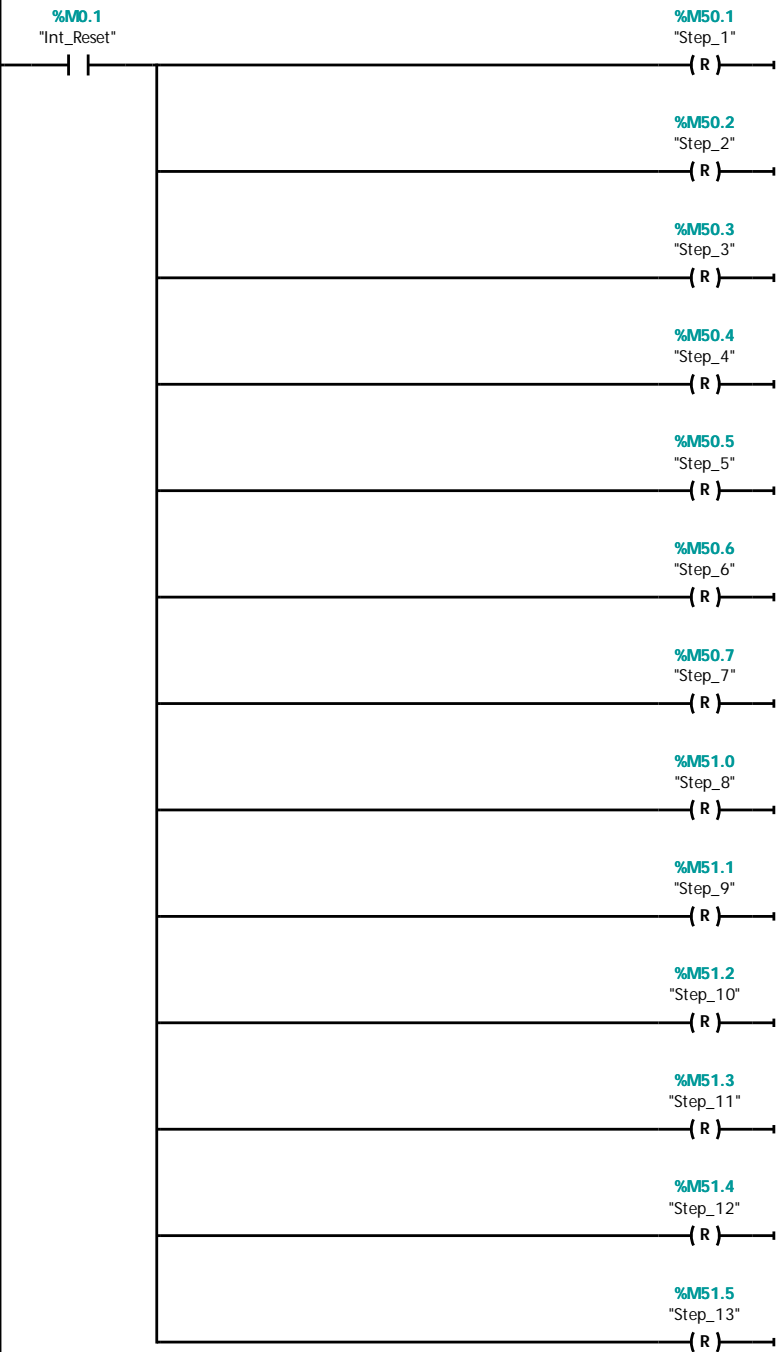 %M0.1
"Int_Reset"
%M50.1
"Step_1"
R
%M50.2
"Step_2"
R
%M50.3
"Step_3"
R
%M50.4
"Step_4"
R
%M50.5
"Step_5"
R
%M50.6
"Step_6"
R
%M50.7
"Step_7"
R
%M51.0
"Step_8"
R
%M51.1
"Step_9"
R
%M51.2
"Step_10"
R
%M51.3
"Step_11"
R
%M51.4
"Step_12"
R
%M51.5
"Step_13"
R